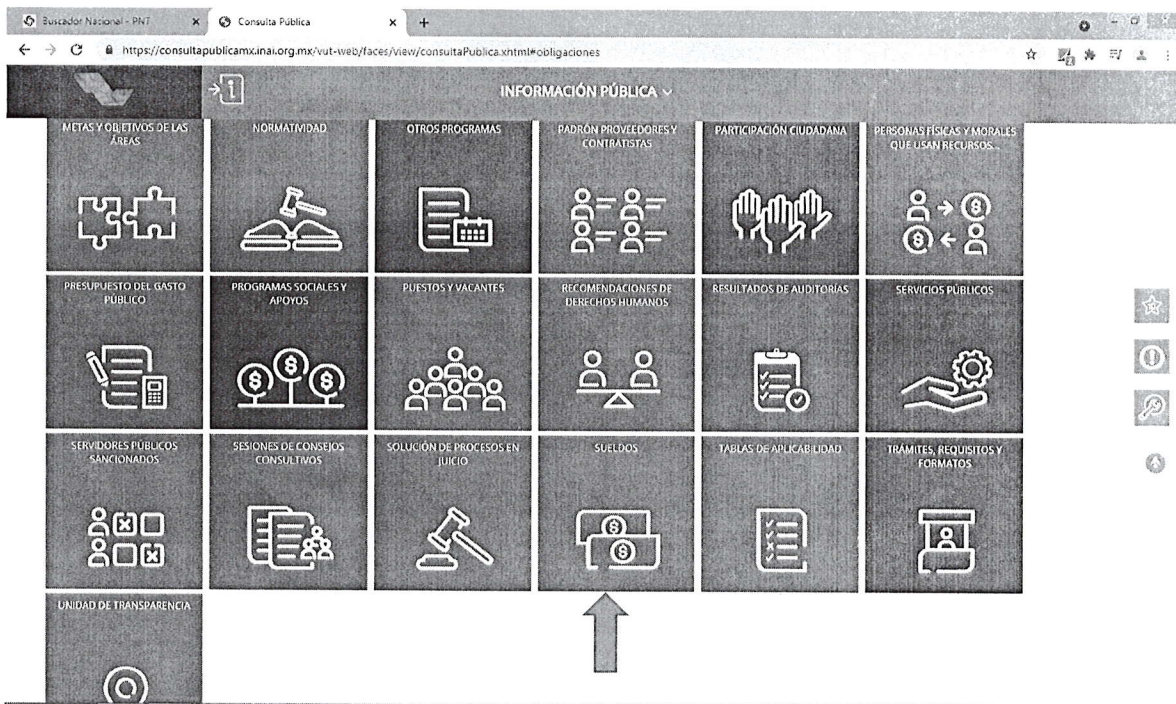 Buscador Nacional - PNT
Consulta Pública
https://consultapublicamx.inai.org.mx/vut-web/faces/view/consultaPublica.xhtml#obligaciones
INFORMACIÓN PÚBLICA
METAS Y OBJETIVOS DE LAS
ÁREAS
NORMATIVIDAD
OTROS PROGRAMAS
PADRÓN PROVEEDORES Y
CONTRATISTAS
PARTICIPACIÓN CIUDADANA
PERSONAS FÍSICAS Y MORALES
QUE USAN RECURSOS...
PRESUPUESTO DEL GASTO
PÚBLICO
PROGRAMAS SOCIALES Y
APOYOS
PUESTOS Y VACANTES
RECOMENDACIONES DE
DERECHOS HUMANOS
RESULTADOS DE AUDITORÍAS
SERVICIOS PÚBLICOS
SERVIDORES PÚBLICOS
SANCIONADOS
SESIONES DE CONSEJOS
CONSULTIVOS
SOLUCIÓN DE PROCESOS EN
JUICIO
SUELDOS
TABLAS DE APLICABILIDAD
TRÁMITES, REQUISITOS Y
FORMATOS
UNIDAD DE TRANSPARENCIA